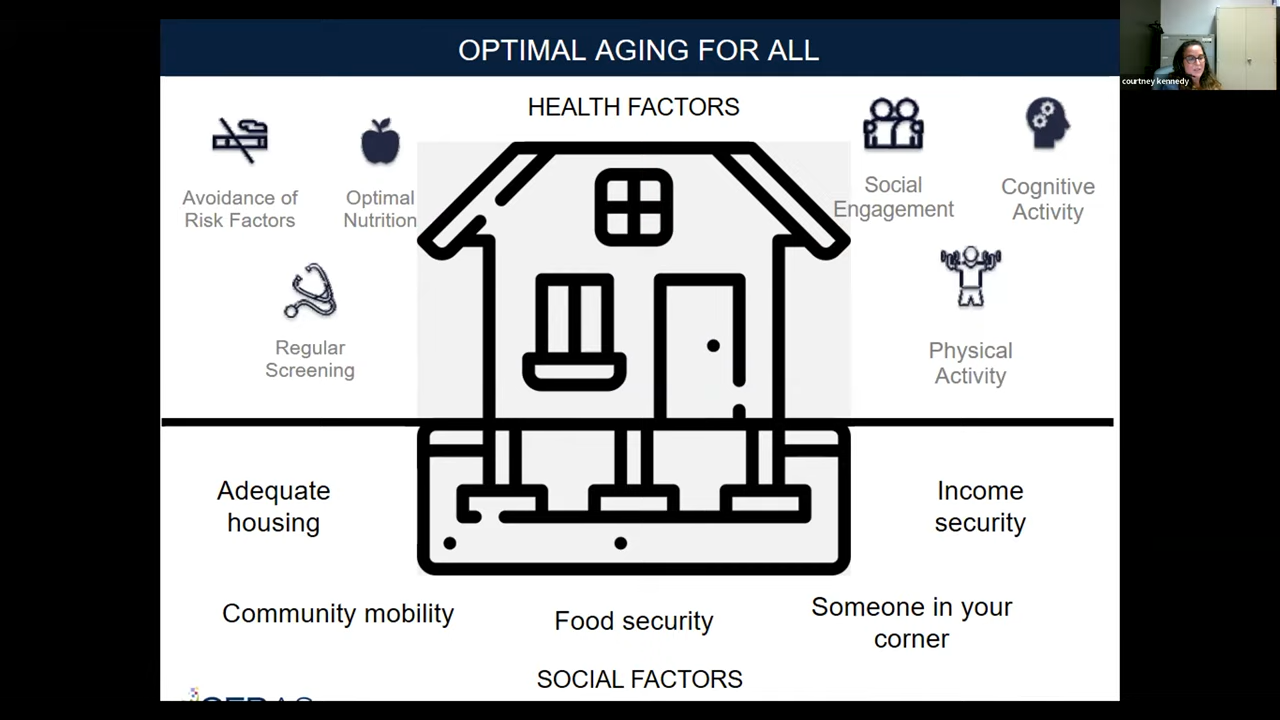 OPTIMAL AGING FOR ALL
courtney kennedy
HEALTH FACTORS
Avoidance of
Risk Factors
Optimal
Nutrition
Social
Engagement
Cognitive
Activity
Regular
Screening
Physical
Activity
Adequate
housing
Income
security
Community mobility
Food security
Someone in your
corner
SOCIAL FACTORS